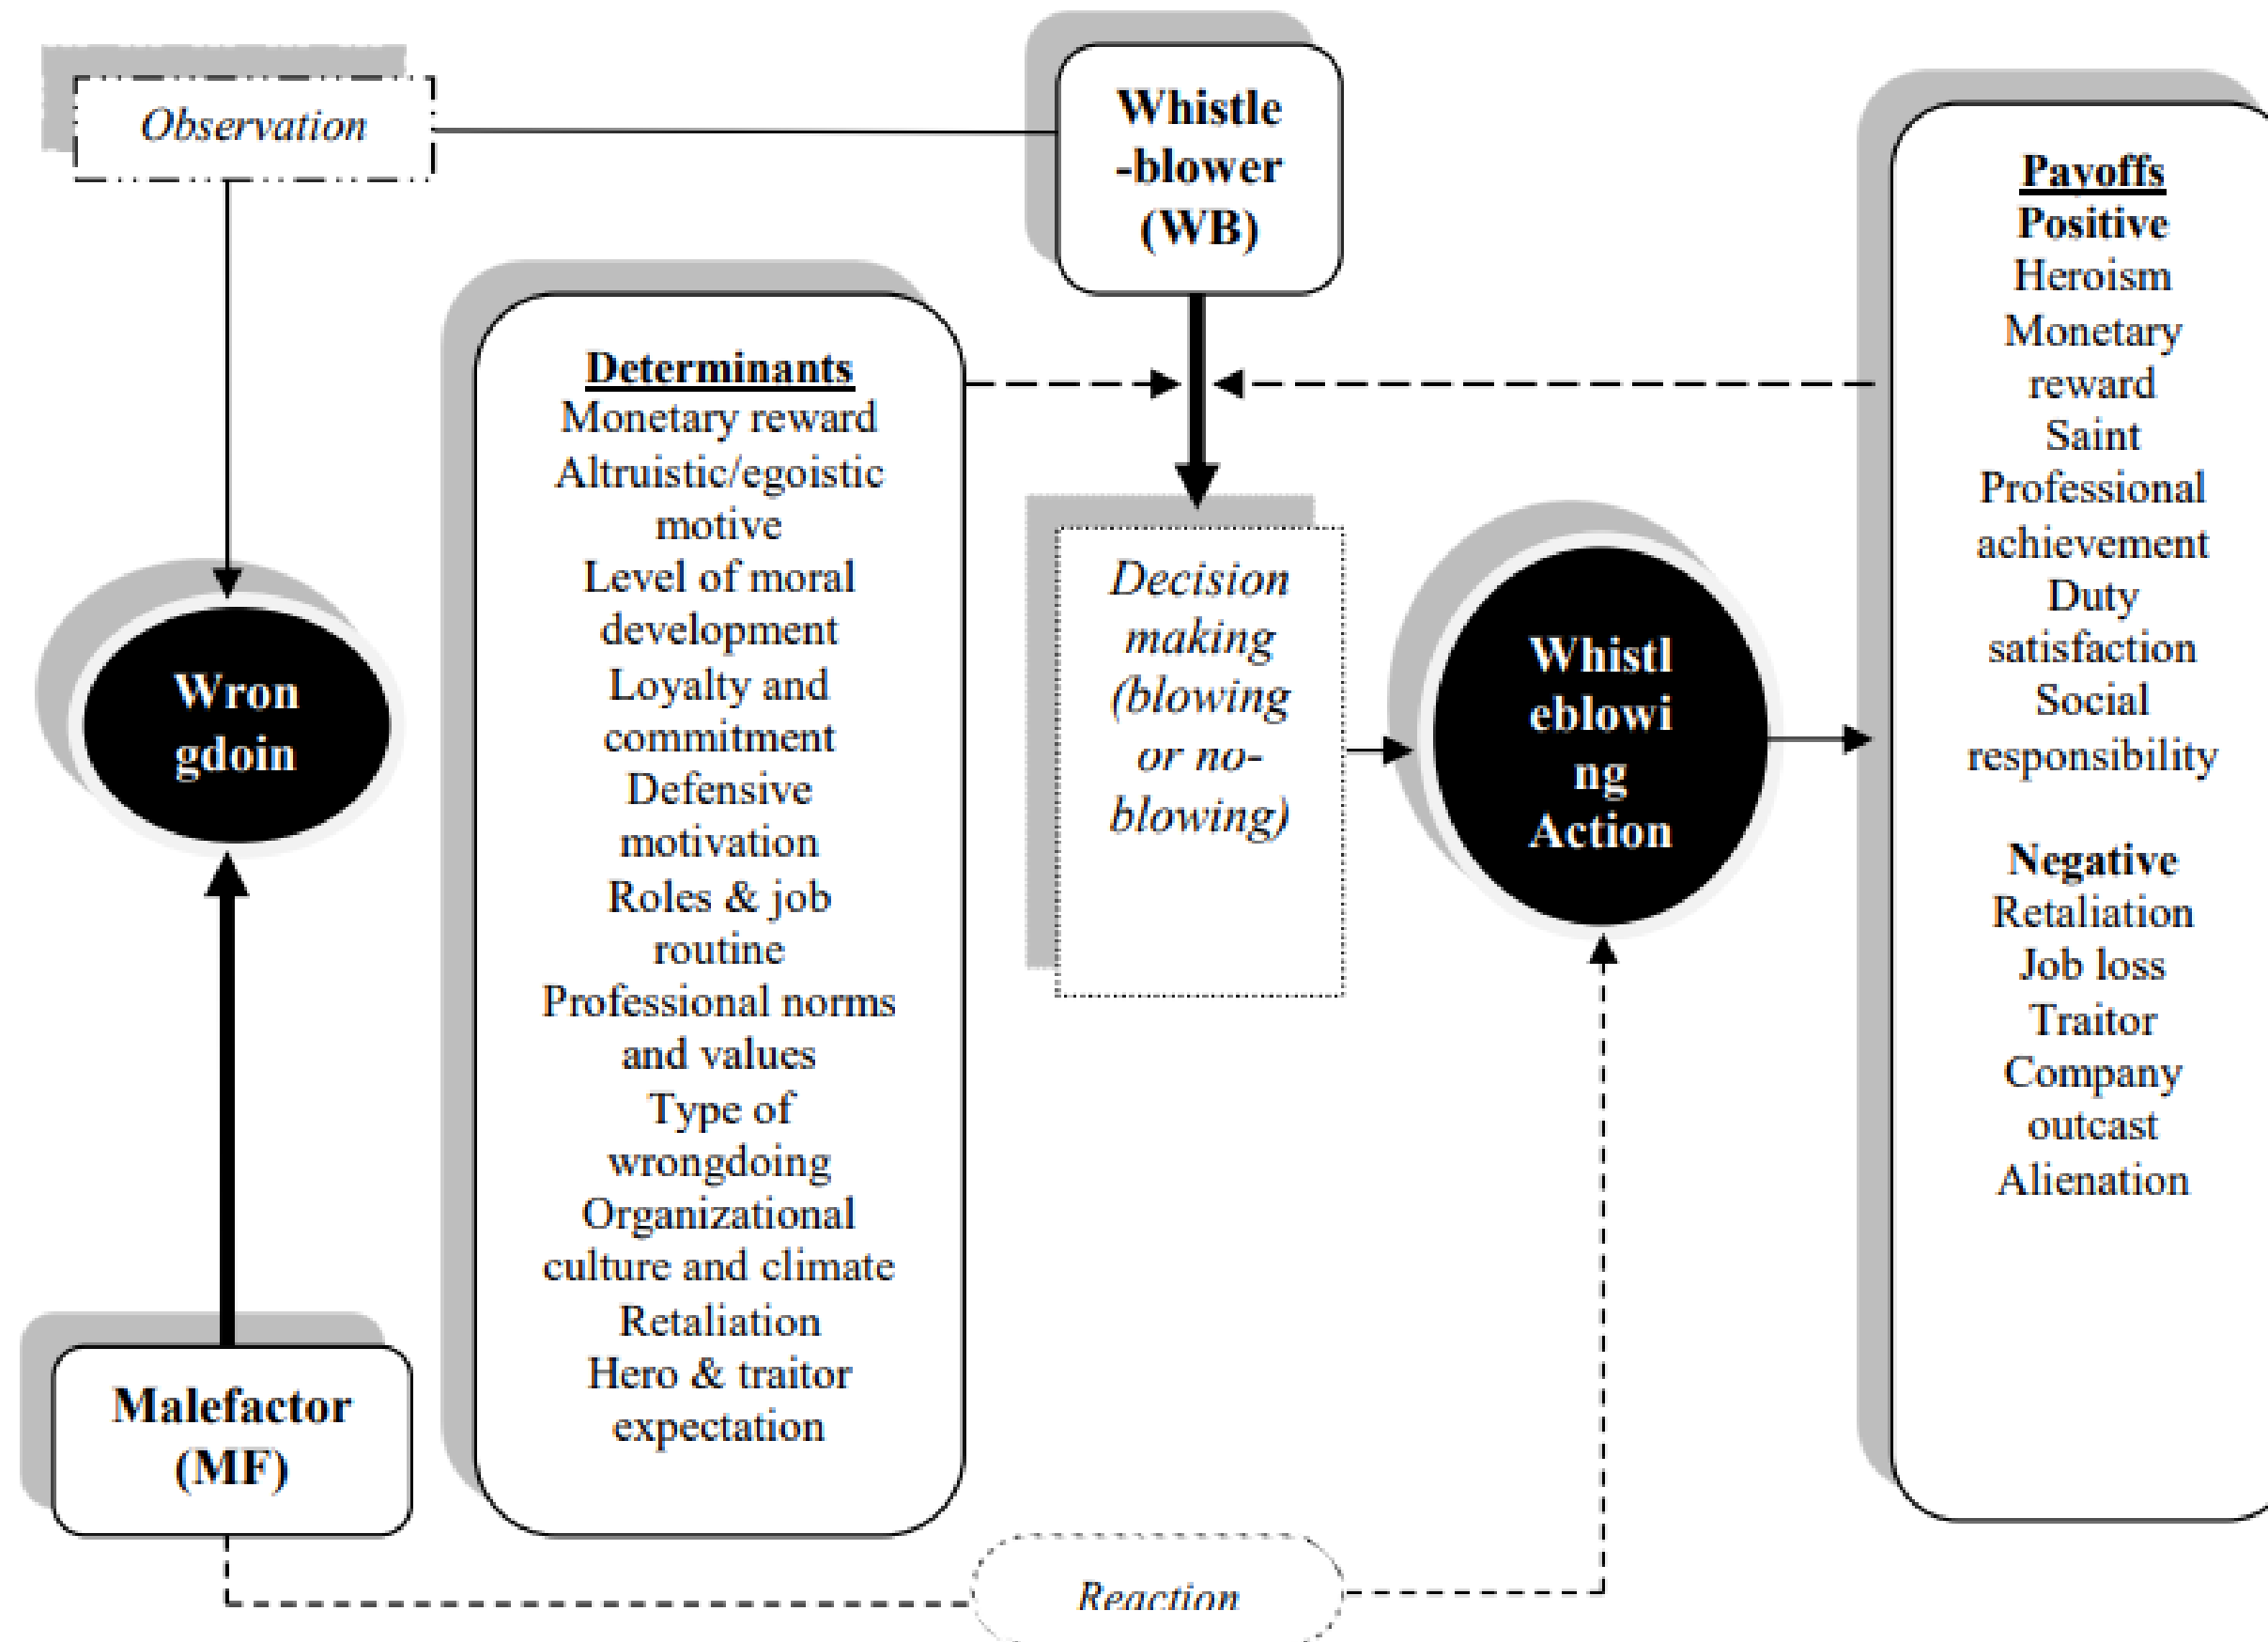 Observation
Whistle
-blower
(WB)
Determinants
Monetary reward
Altruistic/egoistic
motive
Level of moral
development
Loyalty and
commitment
Defensive
motivation
Roles & job
routine
Professional norms
and values
Type of
wrongdoing
Organizational
culture and climate
Retaliation
Hero & traitor
expectation
Wron
gdoin
Malefactor
(MF)
Decision
making
(blowing
or no-
blowing)
Whistl
eblowi
ng
Action
Payoffs
Positive
Heroism
Monetary
reward
Saint
Professional
achievement
Duty
satisfaction
Social
responsibility
Negative
Retaliation
Job loss
Traitor
Company
outcast
Alienation
Reaction